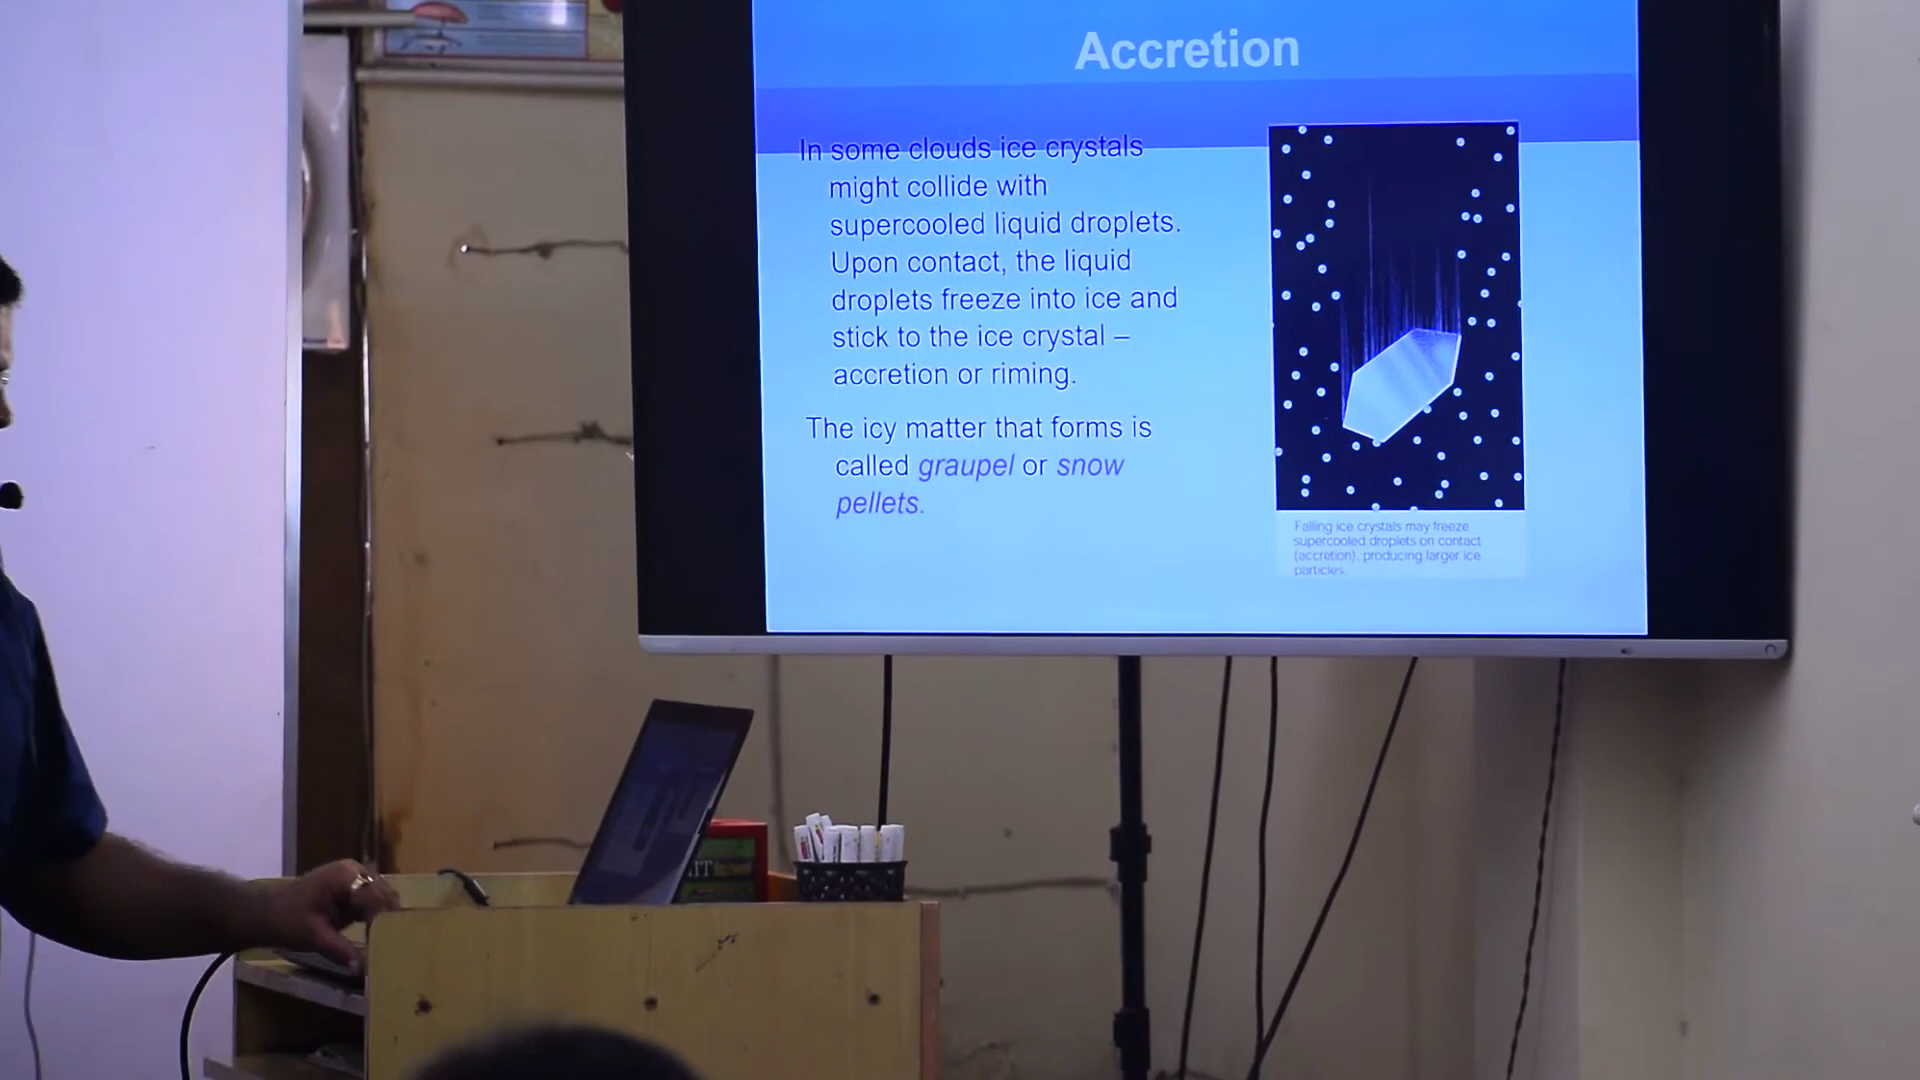 Accretion
In some clouds ice crystals
might collide with
supercooled liquid droplets.
Upon contact, the liquid
droplets freeze into ice and
stick to the ice crystal –
accretion or riming.
The icy matter that forms is
called graupel or snow
pellets.
Falling ice crystals may freeze
supercooled droplets on contact
(accretion), producing larger ice
particles.